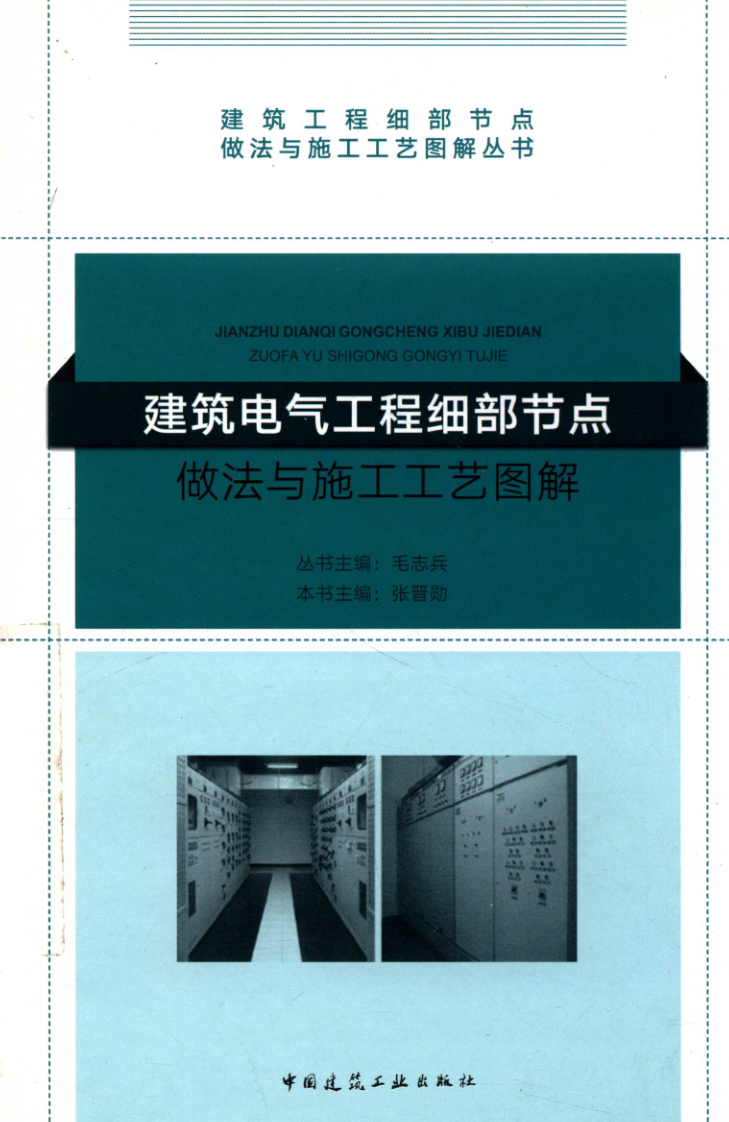 建筑工程细部节点
做法与施工工艺图解丛书
JIANZHU DIANQI GONGCHENG XIBU JIEDIAN
ZUOFA YU SHIGONG GONGYI TUJIE
建筑电气工程细部节点
做法与施工工艺图解
丛书主编：毛志兵
本书主编：张晋勋
中国建筑工业出版社